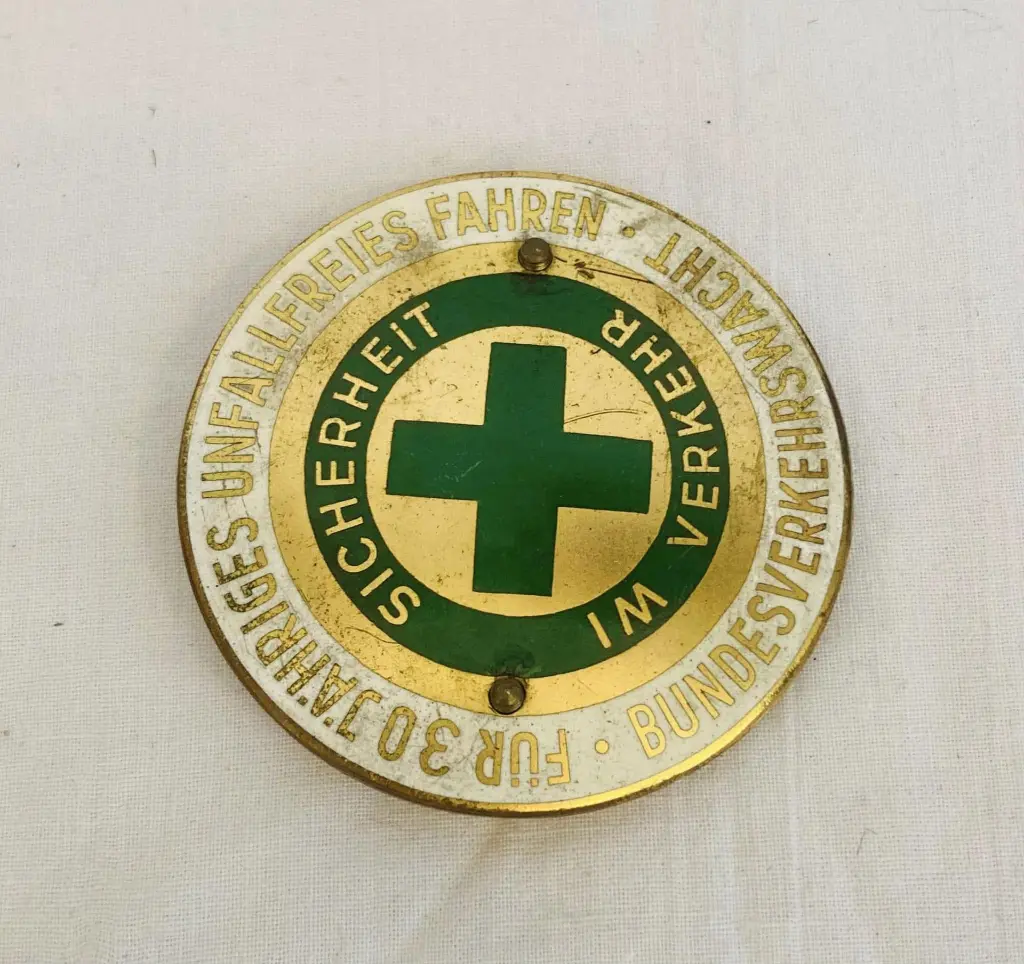 FÜR 30 JÄHRIGES UNFALLFREIES FAHREN · BUNDESVERKEHRSWACHT ·
SICHERHEIT IM VERKEHR